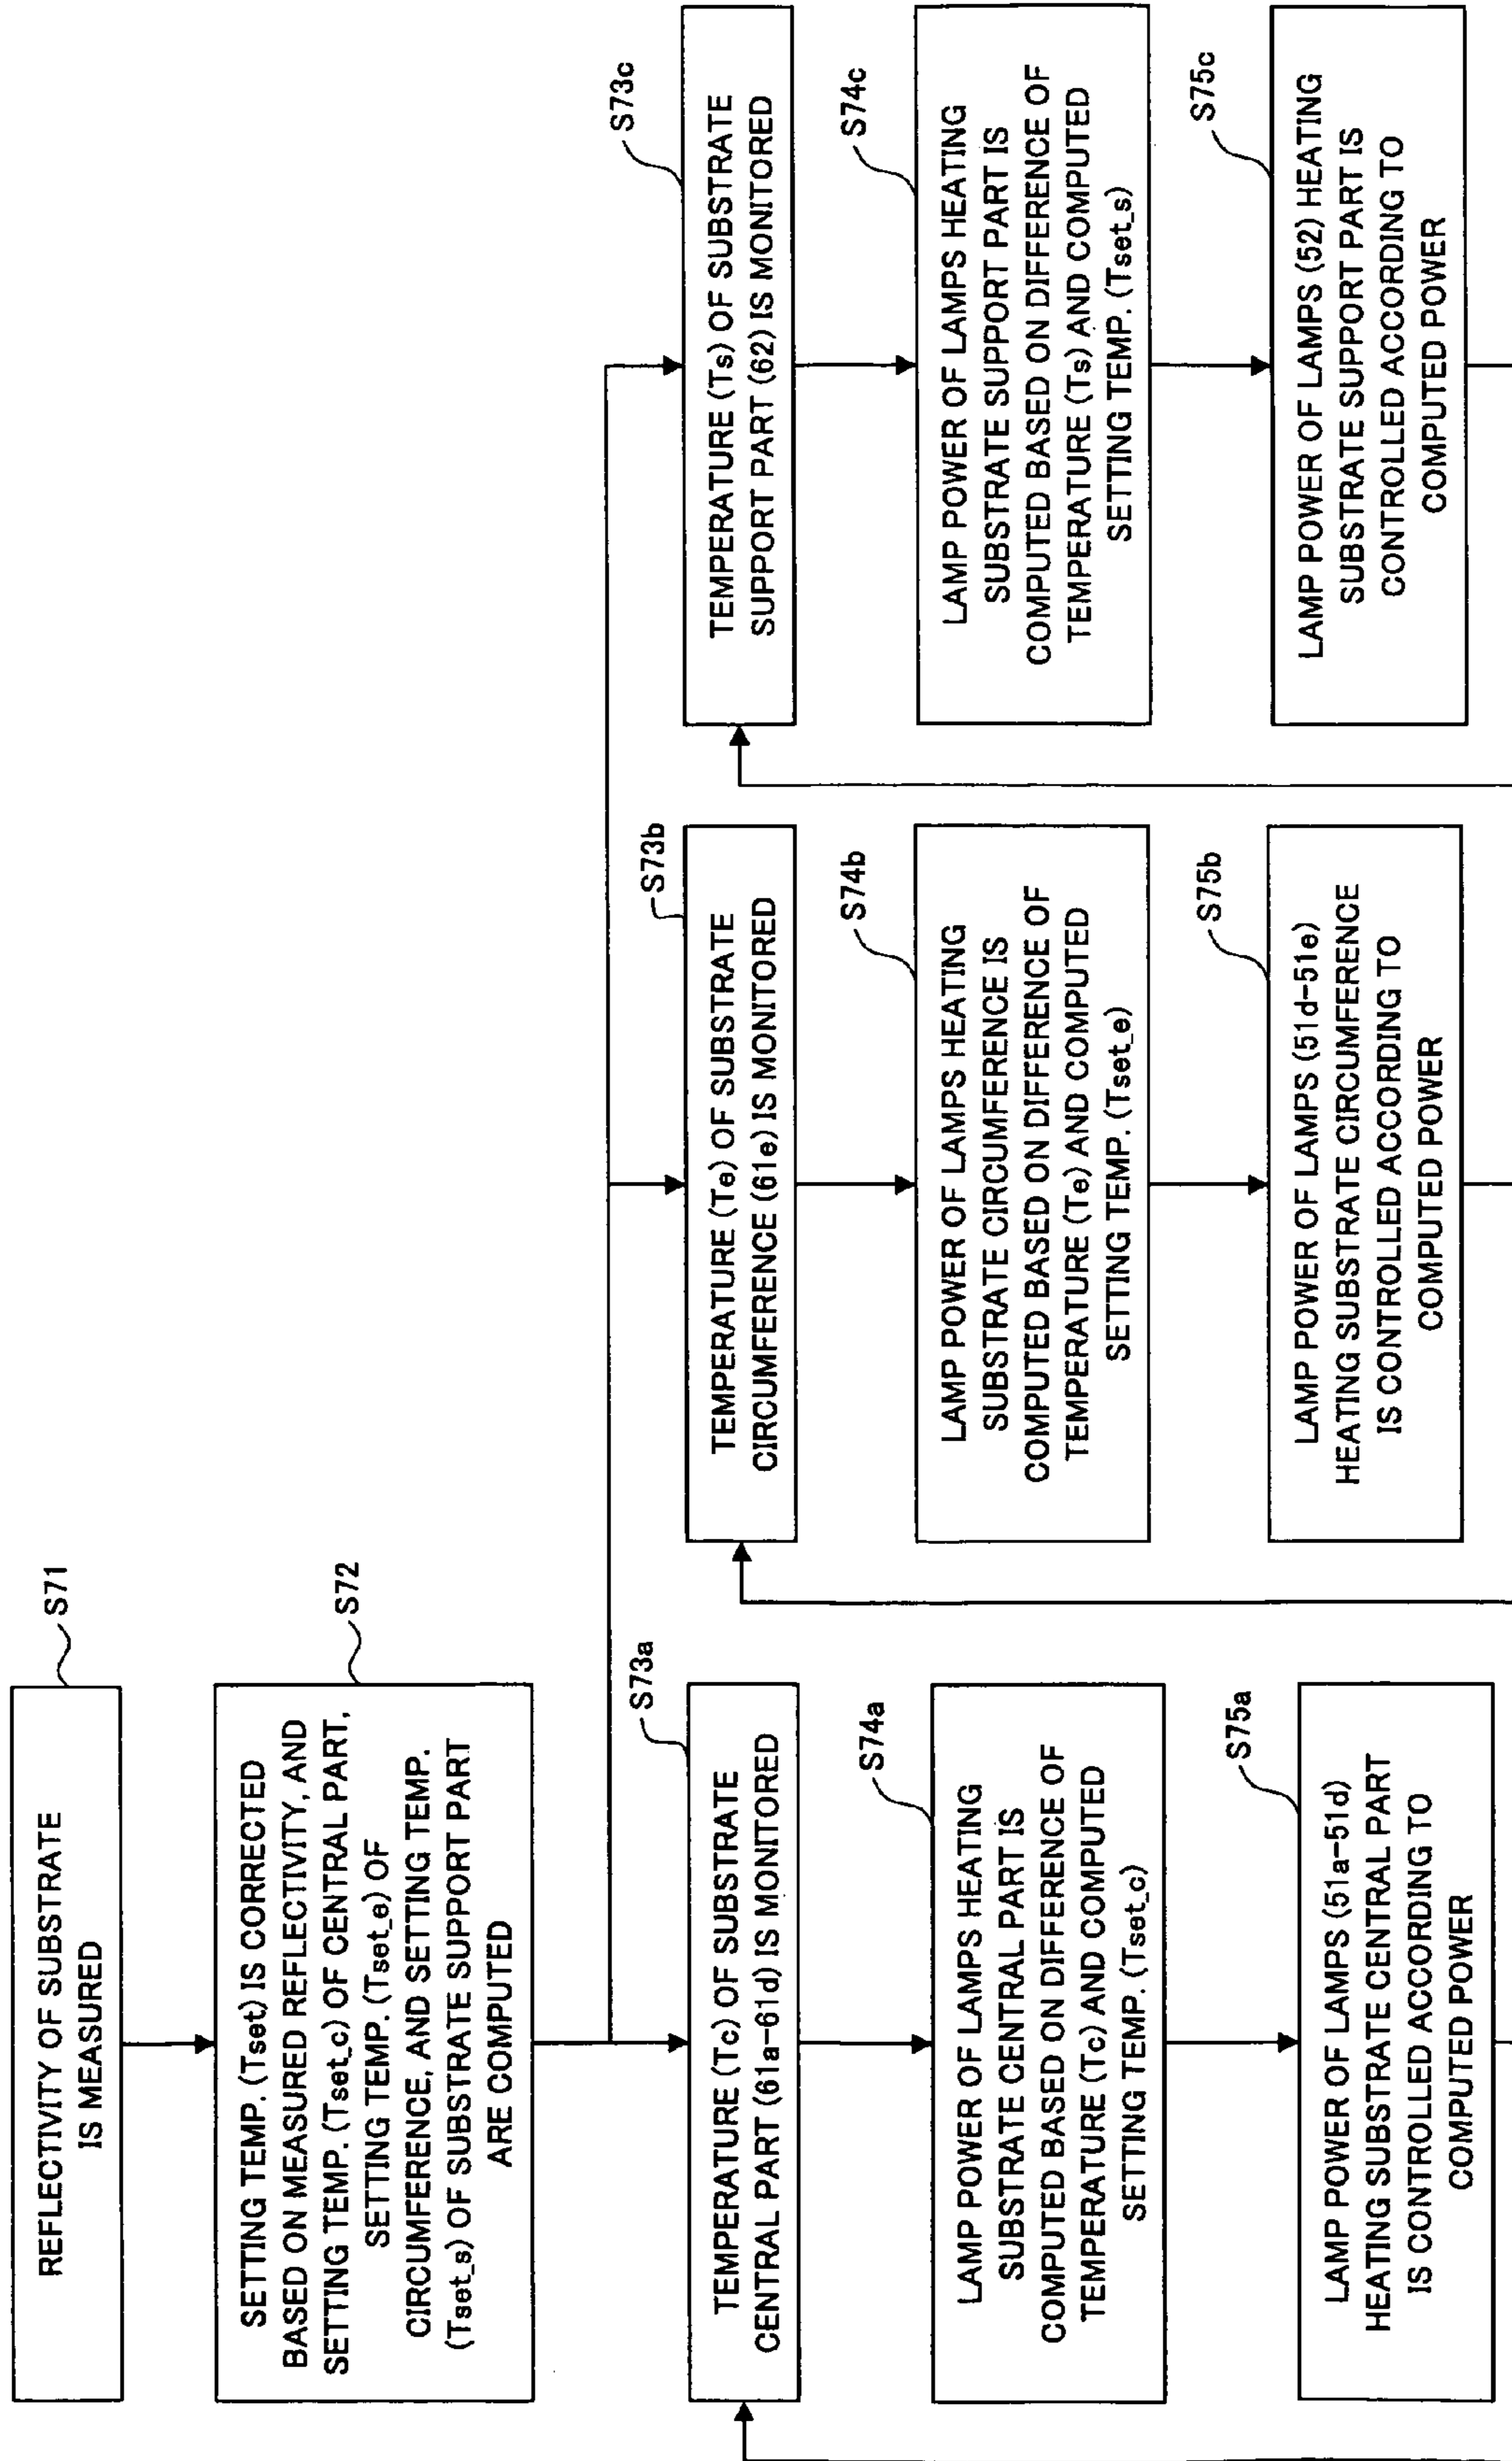 S71
REFLECTIVITY OF SUBSTRATE
IS MEASURED
S72
SETTING TEMP. (Tset) IS CORRECTED
BASED ON MEASURED REFLECTIVITY, AND
SETTING TEMP. (Tset_c) OF CENTRAL PART,
SETTING TEMP. (Tset_e) OF
CIRCUMFERENCE, AND SETTING TEMP.
(Tset_s) OF SUBSTRATE SUPPORT PART
ARE COMPUTED
S73a
TEMPERATURE (Tc) OF SUBSTRATE
CENTRAL PART (61a-61d) IS MONITORED
S74a
LAMP POWER OF LAMPS HEATING
SUBSTRATE CENTRAL PART IS
COMPUTED BASED ON DIFFERENCE OF
TEMPERATURE (Tc) AND COMPUTED
SETTING TEMP. (Tset_c)
S75a
LAMP POWER OF LAMPS (51a-51d)
HEATING SUBSTRATE CENTRAL PART
IS CONTROLLED ACCORDING TO
COMPUTED POWER
S73b
TEMPERATURE (Te) OF SUBSTRATE
CIRCUMFERENCE (61e) IS MONITORED
S74b
LAMP POWER OF LAMPS HEATING
SUBSTRATE CIRCUMFERENCE IS
COMPUTED BASED ON DIFFERENCE OF
TEMPERATURE (Te) AND COMPUTED
SETTING TEMP. (Tset_e)
S75b
LAMP POWER OF LAMPS (51d-51e)
HEATING SUBSTRATE CIRCUMFERENCE
IS CONTROLLED ACCORDING TO
COMPUTED POWER
S73c
TEMPERATURE (Ts) OF SUBSTRATE
SUPPORT PART (62) IS MONITORED
S74c
LAMP POWER OF LAMPS HEATING
SUBSTRATE SUPPORT PART IS
COMPUTED BASED ON DIFFERENCE OF
TEMPERATURE (Ts) AND COMPUTED
SETTING TEMP. (Tset_s)
S75c
LAMP POWER OF LAMPS (52) HEATING
SUBSTRATE SUPPORT PART IS
CONTROLLED ACCORDING TO
COMPUTED POWER